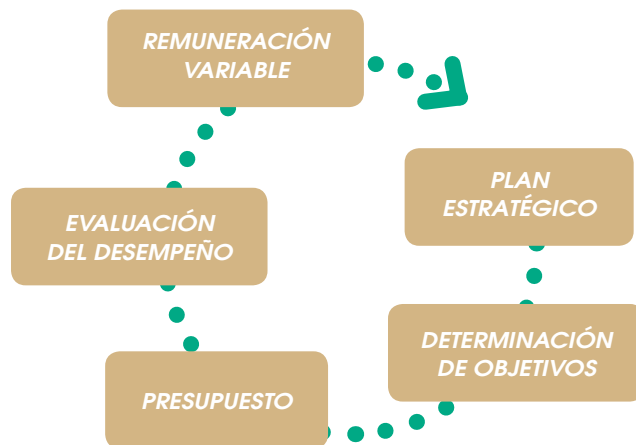 REMUNERACIÓN
VARIABLE
PLAN
ESTRATÉGICO
EVALUACIÓN
DEL DESEMPEÑO
DETERMINACIÓN
DE OBJETIVOS
PRESUPUESTO